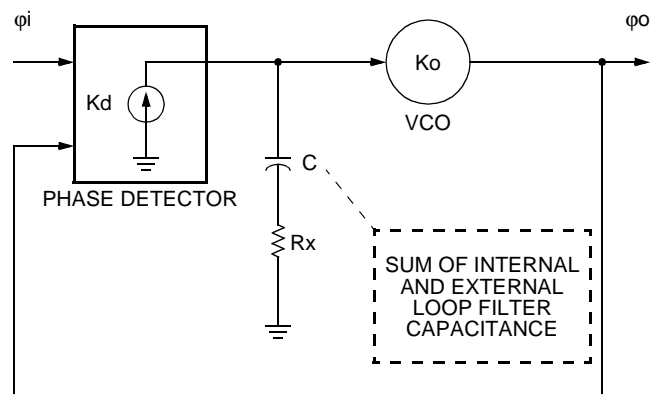 φi
φo
Kd
Ko
VCO
C
PHASE DETECTOR
Rx
SUM OF INTERNAL
AND EXTERNAL
LOOP FILTER
CAPACITANCE